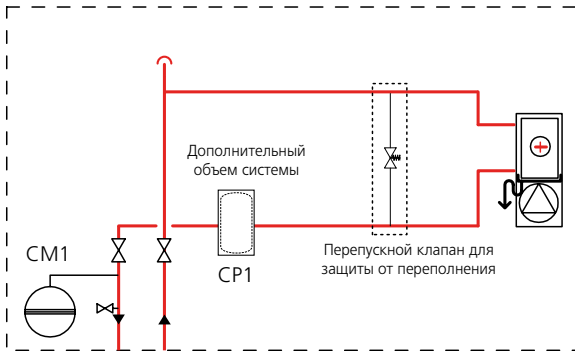 Дополнительный
объем системы
CM1
CP1
Перепускной клапан для
защиты от переполнения